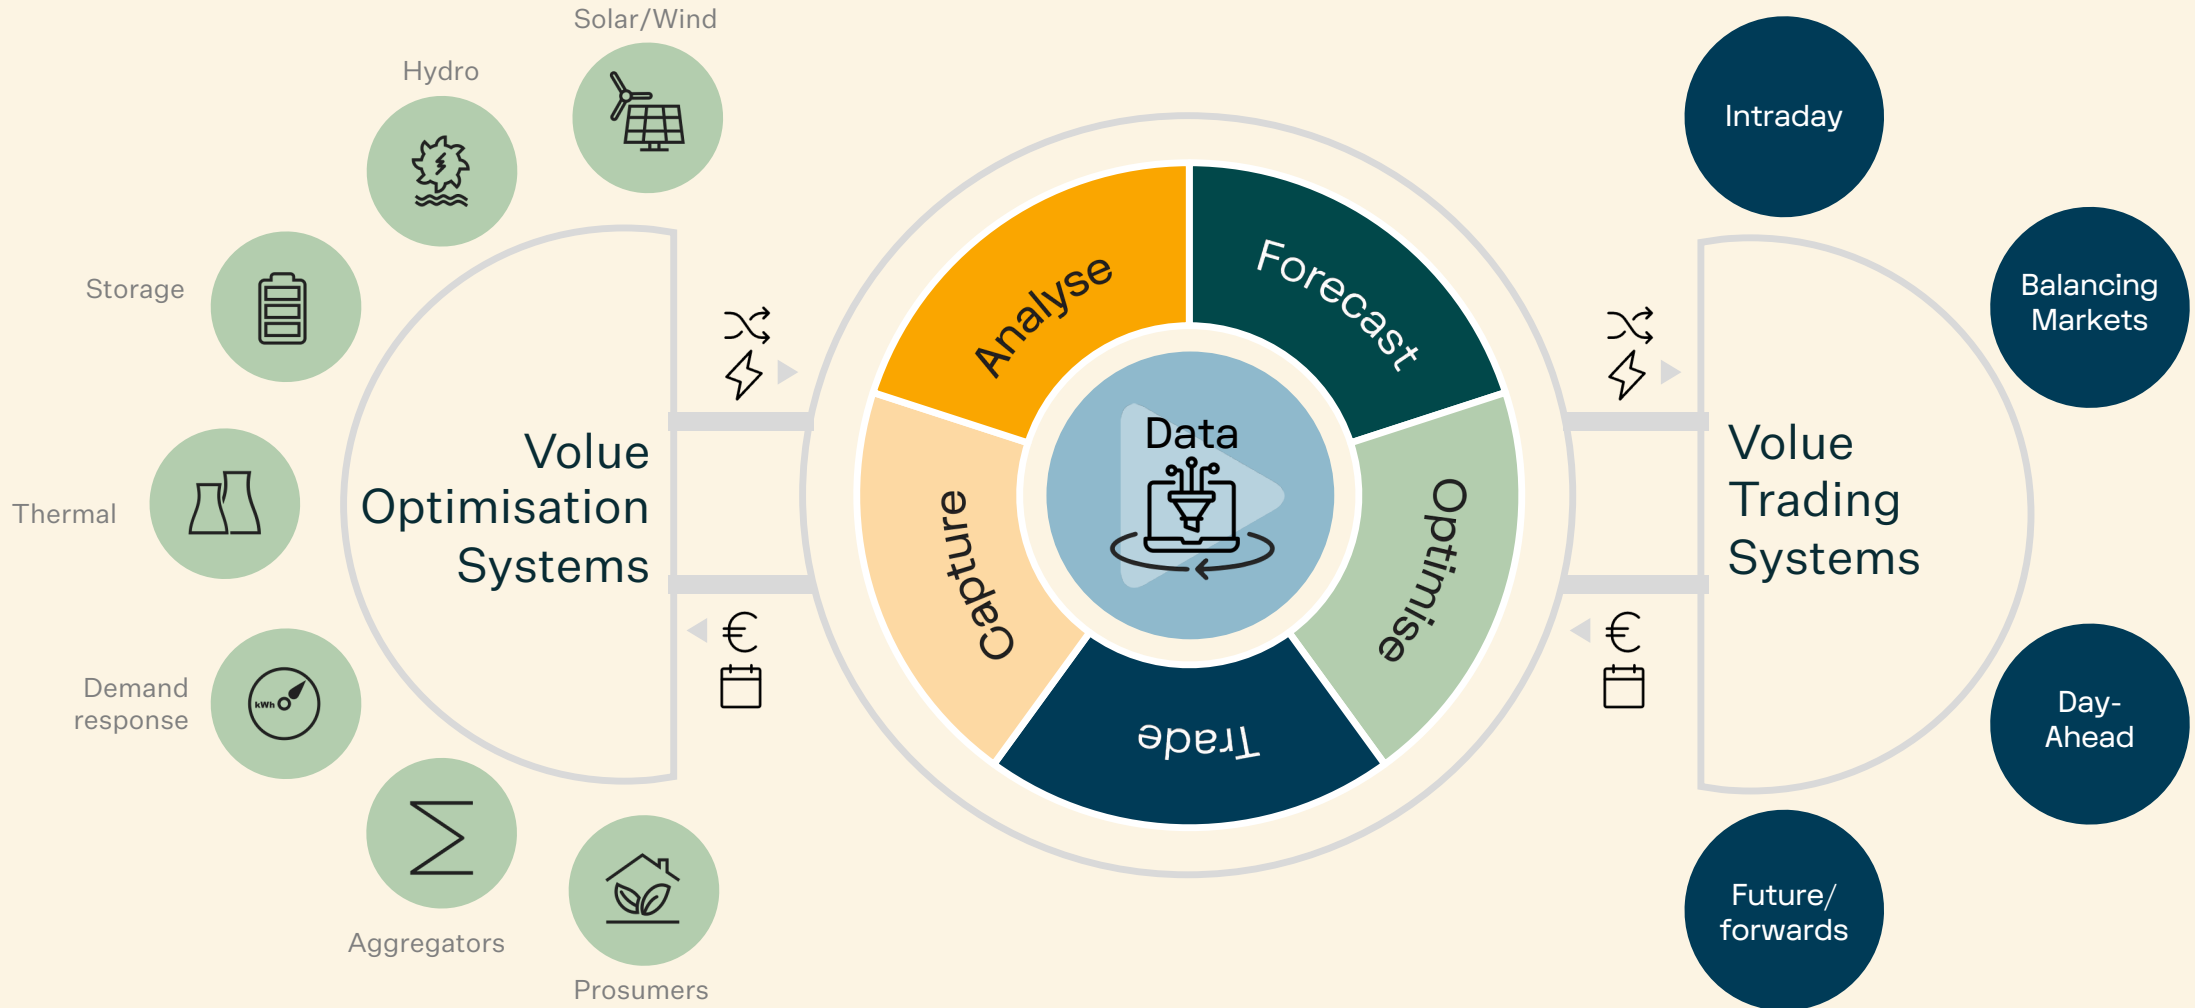 Solar/Wind
Hydro
Storage
Thermal
Demand
response
kWh
Aggregators
Prosumers
Volue
Optimisation
Systems
Analyse
Forecast
Optimise
Trade
Capture
Data
€
€
Volue
Trading
Systems
Intraday
Balancing
Markets
Day-
Ahead
Future/
forwards